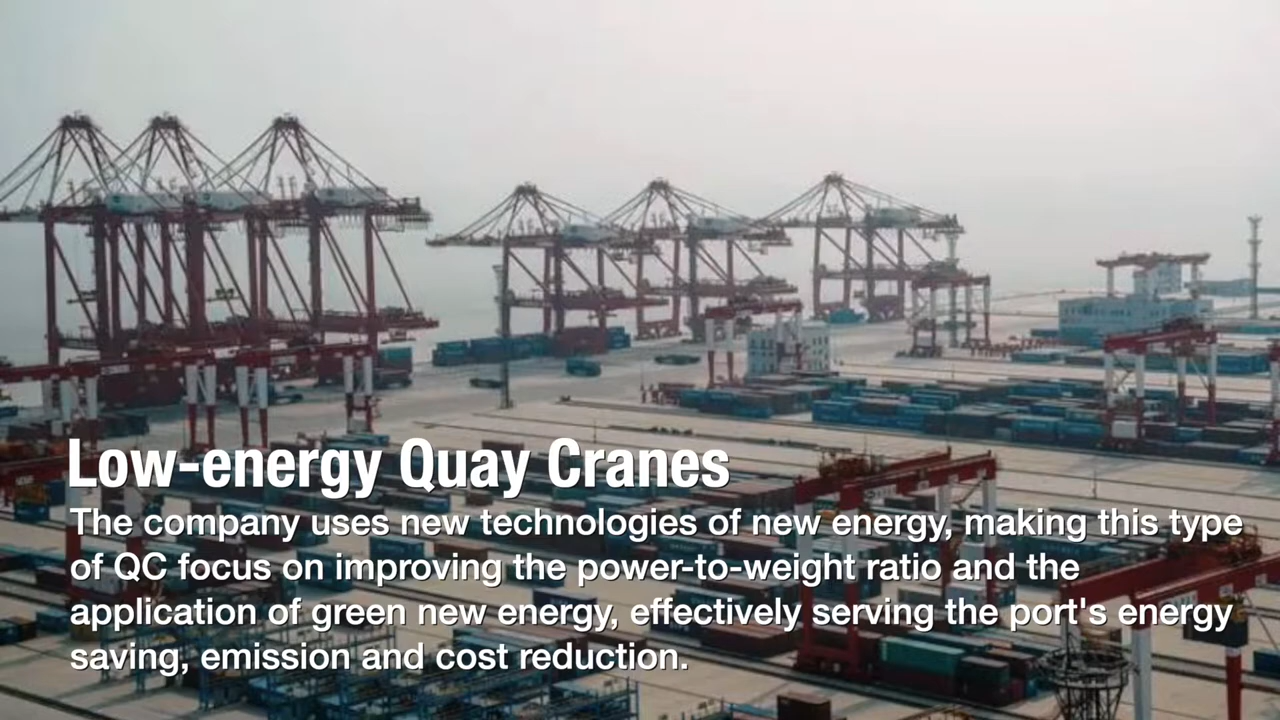 Low-energy Quay Cranes
The company uses new technologies of new energy, making this type
of QC focus on improving the power-to-weight ratio and the
application of green new energy, effectively serving the port's energy
saving, emission and cost reduction.